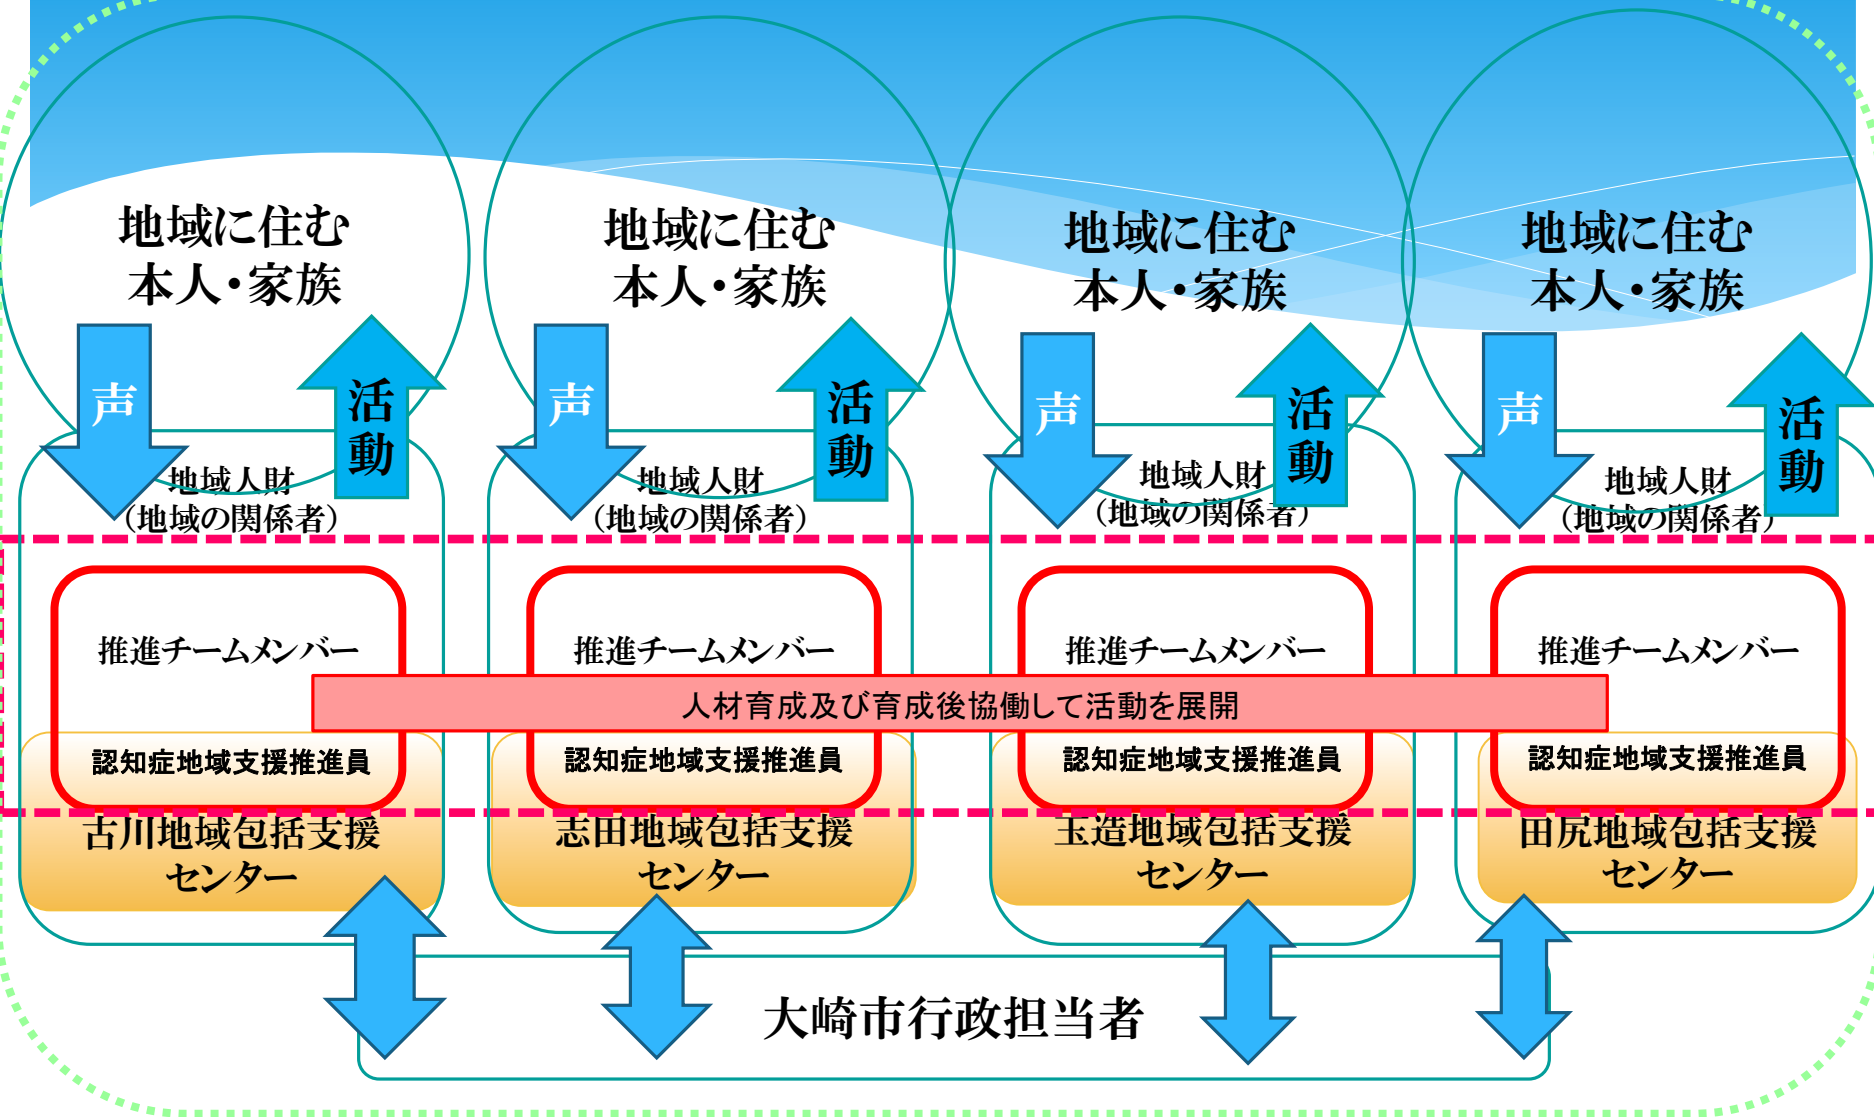 地域に住む
本人・家族
地域に住む
本人・家族
地域に住む
本人・家族
地域に住む
本人・家族
声
活動
声
活動
声
活動
声
活動
地域人財
（地域の関係者）
地域人財
（地域の関係者）
地域人財
（地域の関係者）
地域人財
（地域の関係者）
推進チームメンバー
推進チームメンバー
推進チームメンバー
推進チームメンバー
人材育成及び育成後協働して活動を展開
認知症地域支援推進員
認知症地域支援推進員
認知症地域支援推進員
認知症地域支援推進員
古川地域包括支援
センター
志田地域包括支援
センター
玉造地域包括支援
センター
田尻地域包括支援
センター
大崎市行政担当者